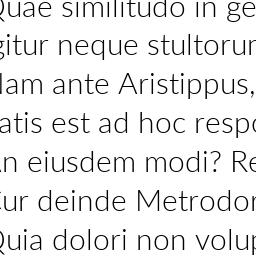 Quae similitudo in ge
gitur neque stultorur
Nam ante Aristippus,
atis est ad hoc respo
An eiusdem modi? Re
Cur deinde Metrodor
Quia dolori non volup